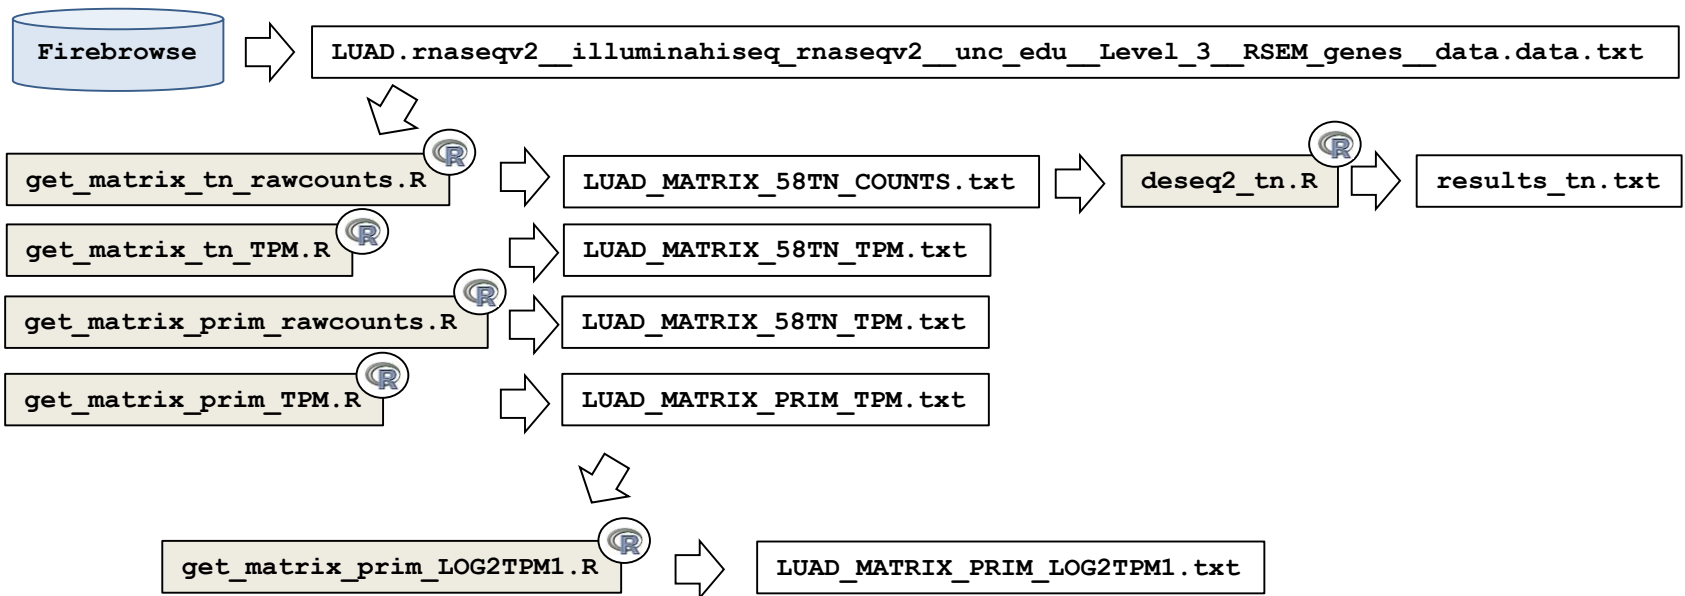 Firebrowse
LUAD.rnaseqv2__illuminahiseq_rnaseqv2__unc_edu__Level_3__RSEM_genes__data.data.txt
R
get_matrix_tn_rawcounts.R
LUAD_MATRIX_58TN_COUNTS.txt
R
deseq2_tn.R
results_tn.txt
R
get_matrix_tn_TPM.R
LUAD_MATRIX_58TN_TPM.txt
R
get_matrix_prim_rawcounts.R
LUAD_MATRIX_58TN_TPM.txt
R
get_matrix_prim_TPM.R
LUAD_MATRIX_PRIM_TPM.txt
R
get_matrix_prim_LOG2TPM1.R
LUAD_MATRIX_PRIM_LOG2TPM1.txt